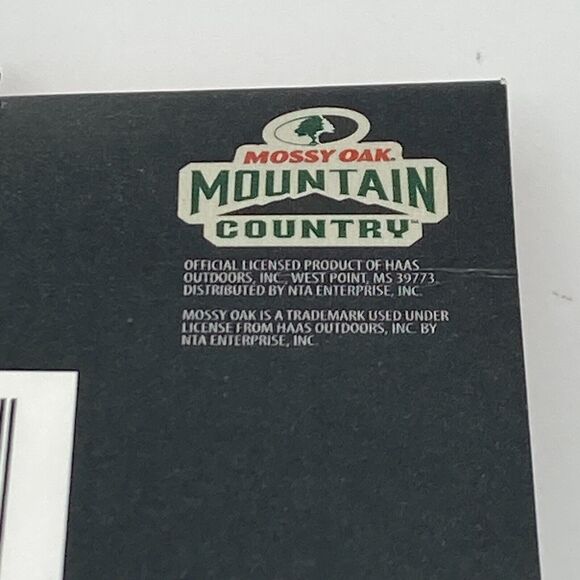 MOSSY OAK
MOUNTAIN
COUNTRY™
OFFICIAL LICENSED PRODUCT OF HAAS
OUTDOORS, INC. WEST POINT, MS 39773
DISTRIBUTED BY NTA ENTERPRISE, INC.
MOSSY OAK IS A TRADEMARK USED UNDER
LICENSE FROM HAAS OUTDOORS, INC. BY
NTA ENTERPRISE, INC